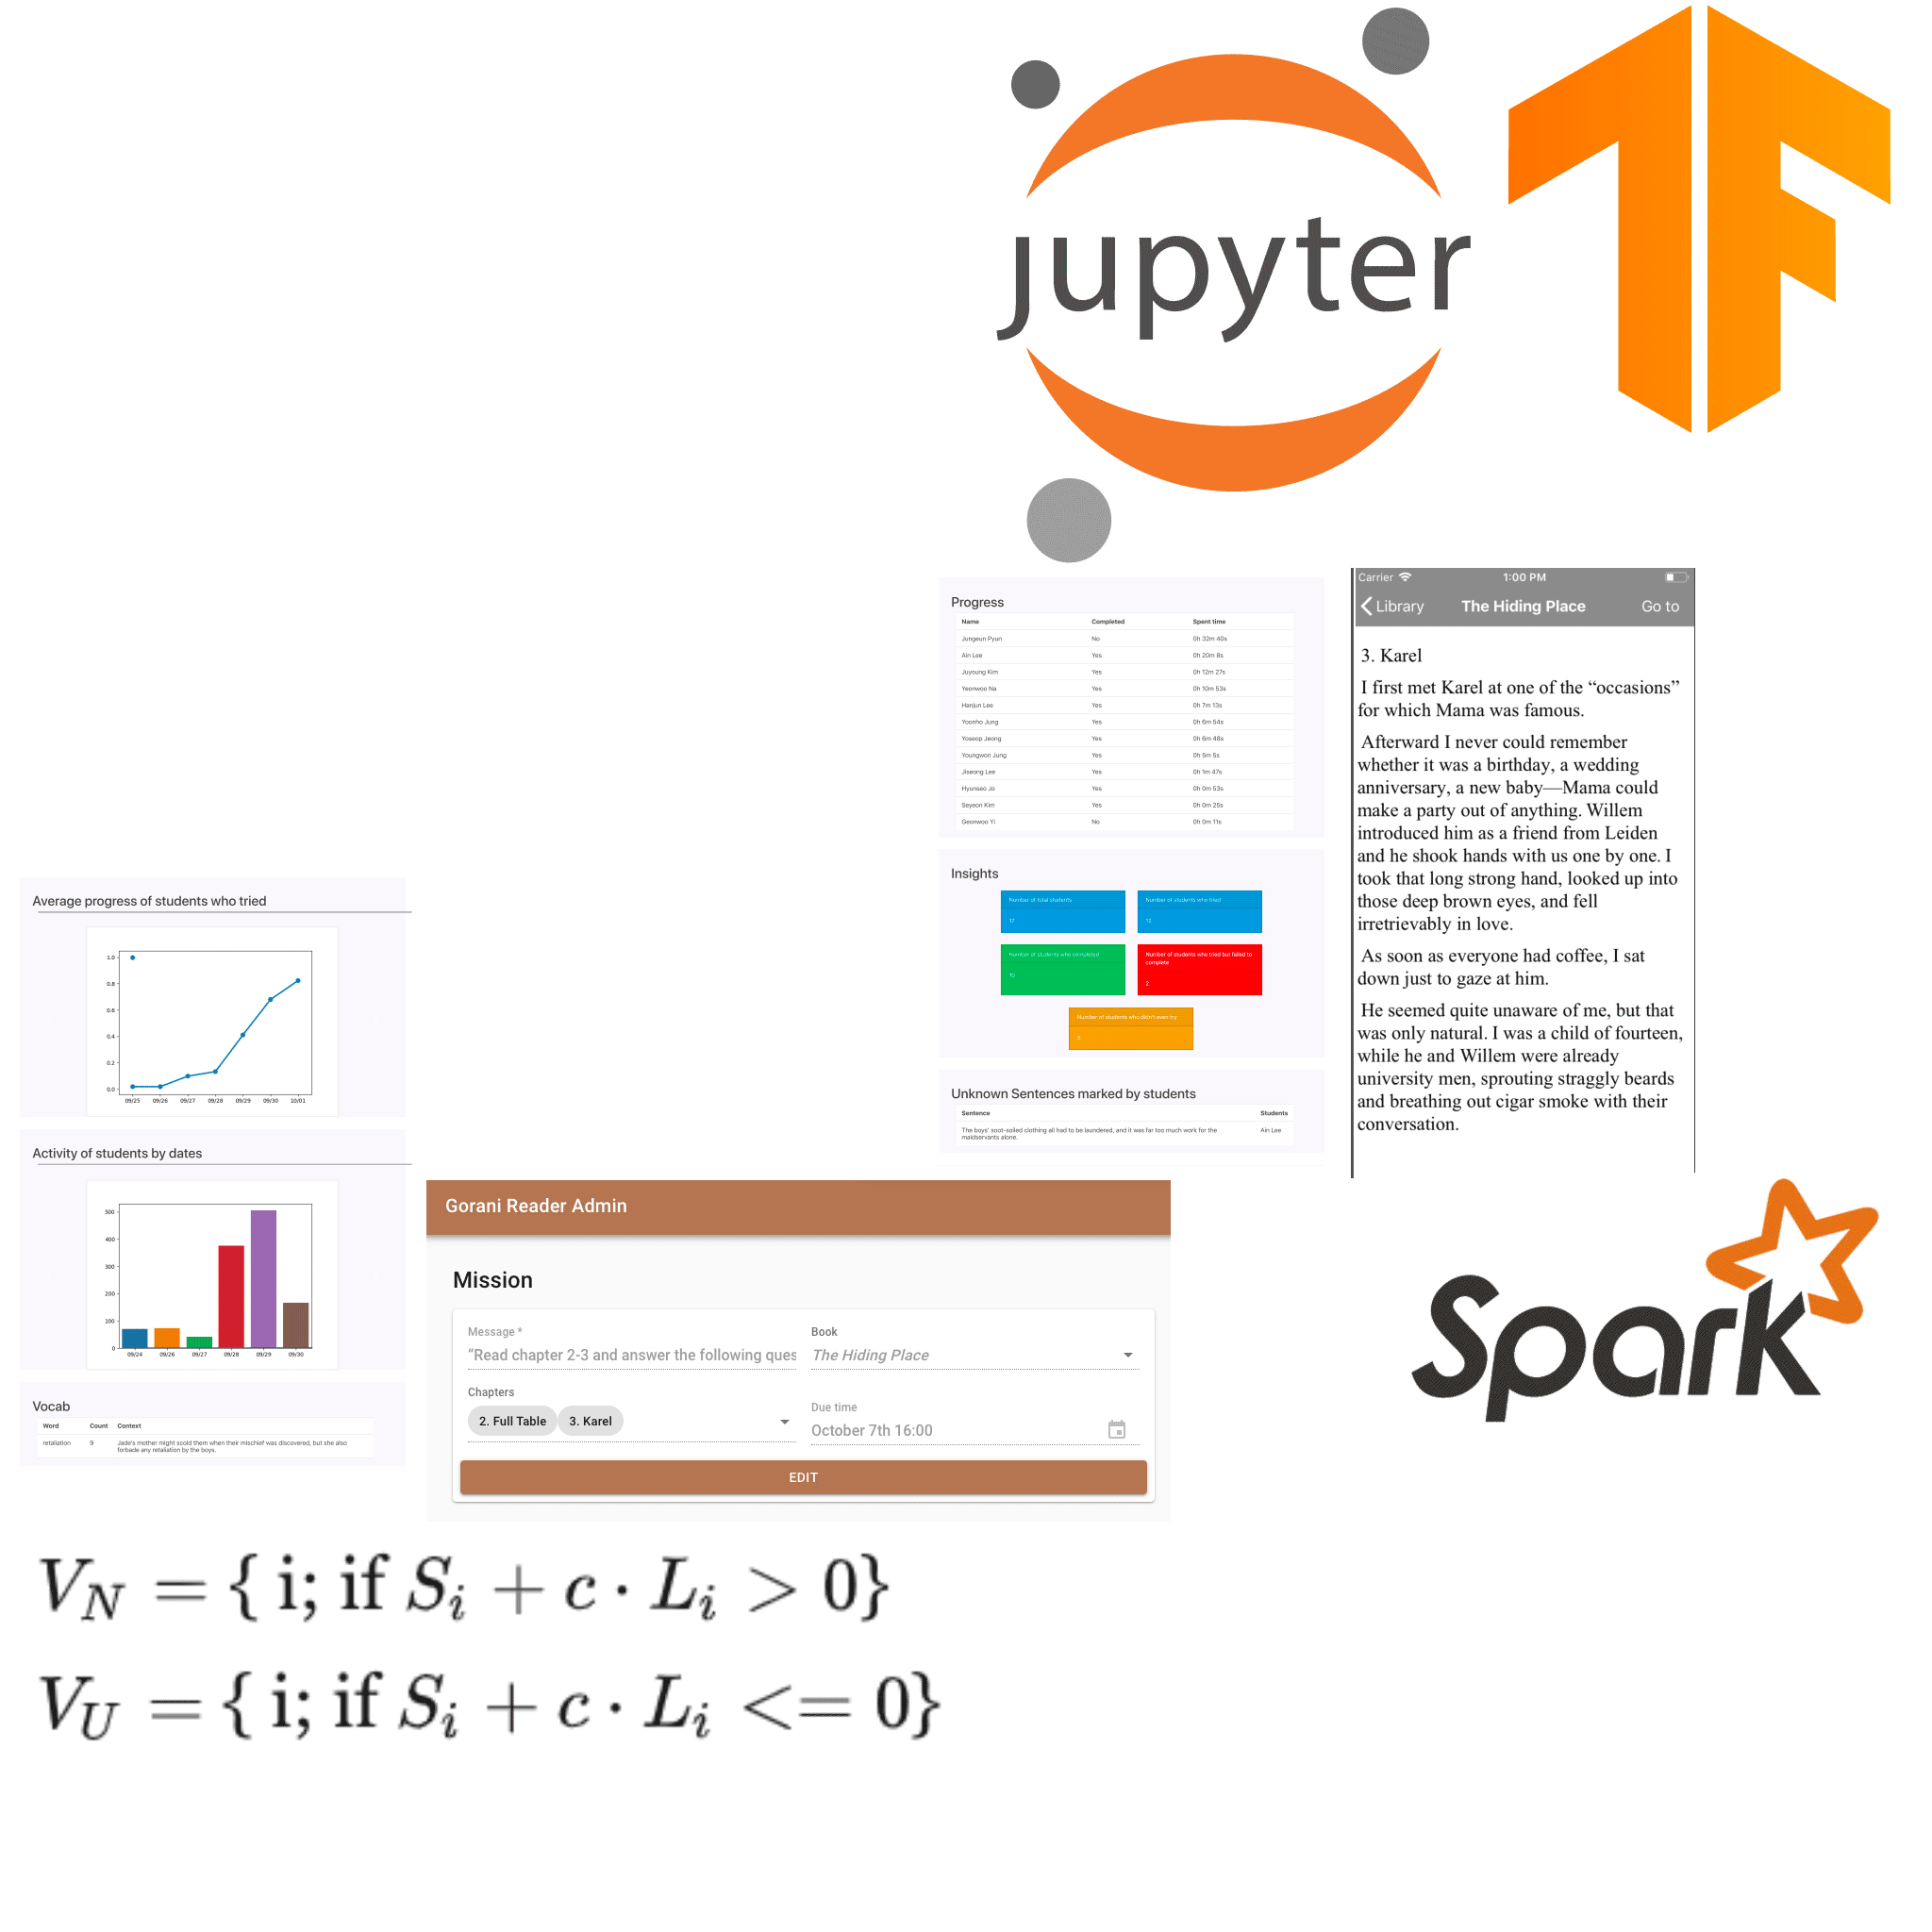 jupyter
Progress
Name Completed Spent time
Jungeun Pyun No 0h 32m 40s
Ain Lee Yes 0h 20m 8s
Juyoung Kim Yes 0h 12m 27s
Yeonwoo Na Yes 0h 10m 53s
Hanjun Lee Yes 0h 7m 13s
Yoonho Jung Yes 0h 6m 54s
Yoseop Jeong Yes 0h 6m 48s
Youngwon Jung Yes 0h 5m 5s
Jiseong Lee Yes 0h 1m 47s
Hyunseo Jo Yes 0h 0m 53s
Seyeon Kim Yes 0h 0m 25s
Geonwoo Yi No 0h 0m 11s
Insights
Number of total students
17
Number of students who tried
12
Number of students who completed
10
Number of students who tried but failed to
complete
2
Number of students who didn't even try
Unknown Sentences marked by students
Sentence Students
The boys' soot-soiled clothing all had to be laundered, and it was far too much work for the Ain Lee
maidservants alone.
Carrier 1:00 PM
Library The Hiding Place Go to
3. Karel
I first met Karel at one of the “occasions”
for which Mama was famous.
Afterward I never could remember
whether it was a birthday, a wedding
anniversary, a new baby—Mama could
make a party out of anything. Willem
introduced him as a friend from Leiden
and he shook hands with us one by one. I
took that long strong hand, looked up into
those deep brown eyes, and fell
irretrievably in love.
As soon as everyone had coffee, I sat
down just to gaze at him.
He seemed quite unaware of me, but that
was only natural. I was a child of fourteen,
while he and Willem were already
university men, sprouting straggly beards
and breathing out cigar smoke with their
conversation.
Average progress of students who tried
1.0
0.8
0.6
0.4
0.2
0.0
09/25 09/26 09/27 09/28 09/29 09/30 10/01
Activity of students by dates
500
400
300
200
100
0
09/24 09/26 09/27 09/28 09/29 09/30
Vocab
Word Count Context
retaliation 9 Jade's mother might scold them when their mischief was discovered, but she also
forbade any retaliation by the boys.
Gorani Reader Admin
Mission
Message * Book
“Read chapter 2-3 and answer the following ques The Hiding Place
Chapters Due time
2. Full Table 3. Karel October 7th 16:00
EDIT
Spark
V_N = { i; if S_i + c · L_i > 0}
V_U = { i; if S_i + c · L_i <= 0}